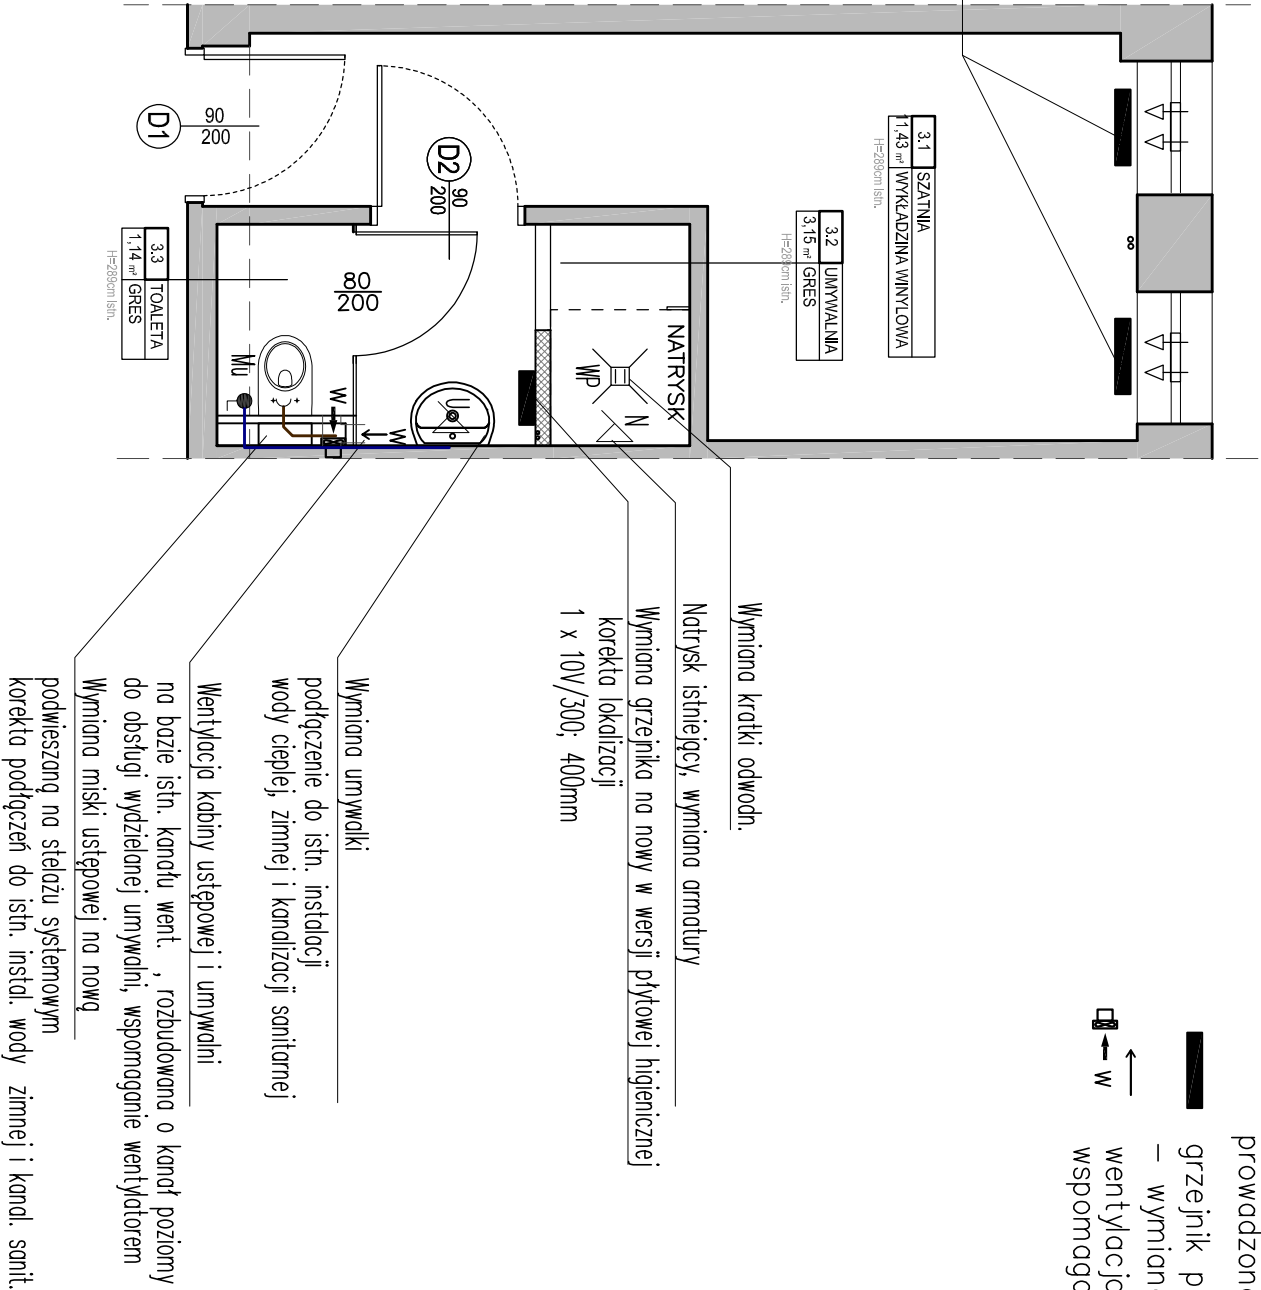 3.1 SZATNIA
11,43 m² WYKŁADZINA WINYLOWA
H=289cm istn.
3.2 UMYWALNIA
3,15 m² GRES
H=289cm istn.
3.3 TOALETA
1,14 m² GRES
H=289cm istn.
D1
90
200
D2
90
200
80
200
NATRYSK
WP
N
U
Mu
W
W
Wymiana kratki odwodn.
Natrysk istniejący, wymiana armatury
Wymiana grzejnika na nowy w wersji płytowej higienicznej
korekta lokalizacji
1 x 10V/300; 400mm
Wymiana umywalki
podłączenie do istn. instalacji
wody ciepłej, zimnej i kanalizacji sanitarnej
Wentylacja kabiny ustępowej i umywalni
na bazie istn. kanału went. , rozbudowana o kanał poziomy
do obsługi wydzielanej umywalni, wspomaganie wentylatorem
Wymiana miski ustępowej na nową
podwieszaną na stelażu systemowym
korekta podłączeń do istn. instal. wody zimnej i kanal. sanit.
prowadzon
grzejnik p
– wymian
W
wentylacj
wspomag